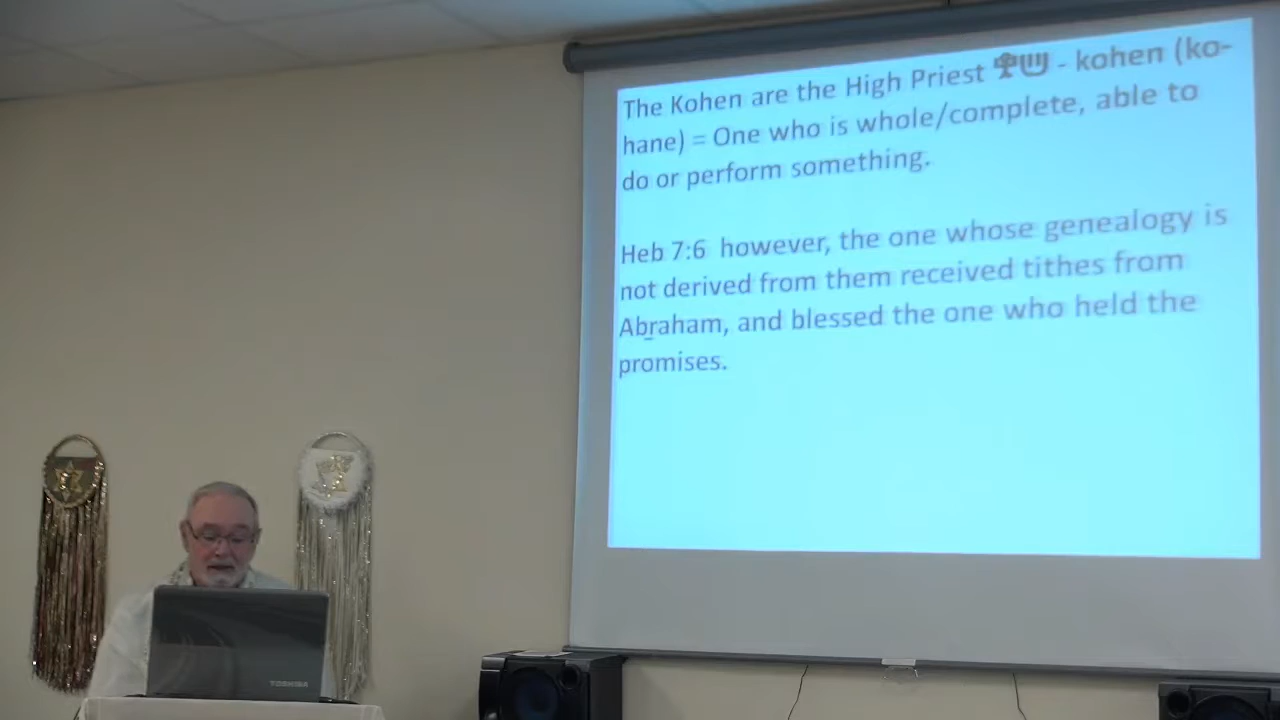 The Kohen are the High Priest - kohen (ko-
hane) = One who is whole/complete, able to
do or perform something.
Heb 7:6 however, the one whose genealogy is
not derived from them received tithes from
Abraham, and blessed the one who held the
promises.
TOSHIBA